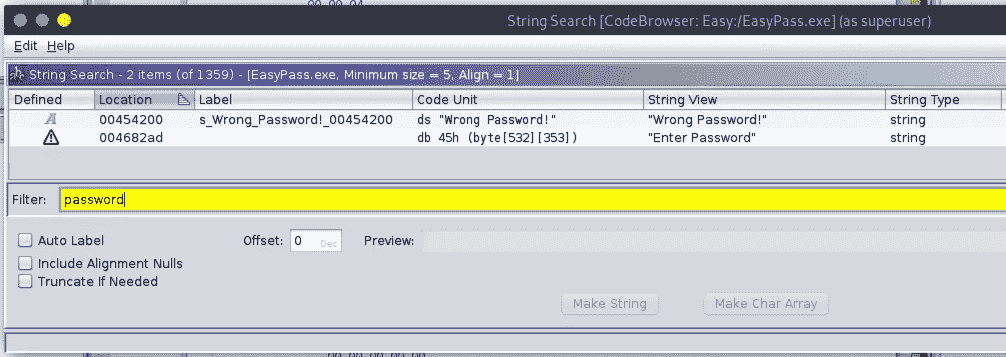 00 00 04
String Search [CodeBrowser: Easy:/EasyPass.exe] (as superuser)
Edit Help
String Search - 2 items (of 1359) - [EasyPass.exe, Minimum size = 5, Align = 1]
Defined Location Label Code Unit String View String Type
A 00454200 s_Wrong_Password!_00454200 ds "Wrong Password!" "Wrong Password!" string
004682ad db 45h (byte[532][353]) "Enter Password" string
Filter: password
Auto Label Offset: 0 Dec Preview:
Include Alignment Nulls
Truncate If Needed
Make String Make Char Array